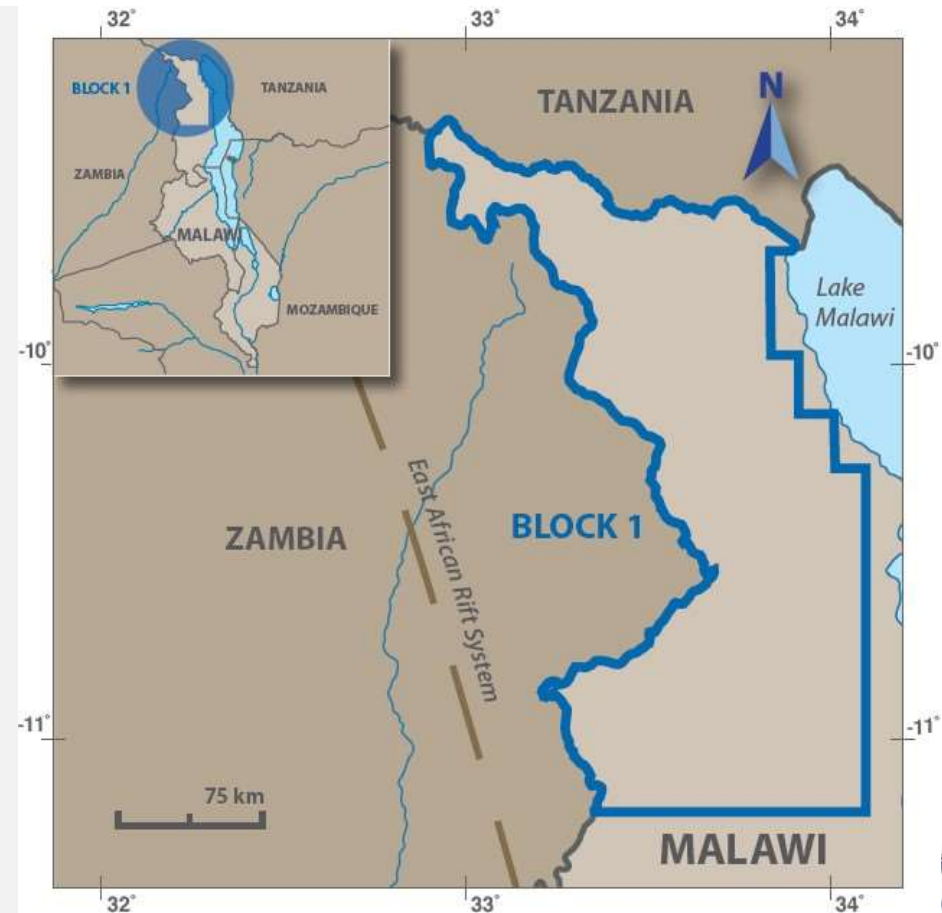 32°
33°
34°
BLOCK 1
TANZANIA
ZAMBIA
MALAWI
MOZAMBIQUE
TANZANIA
N
Lake
Malawi
-10°
-10°
ZAMBIA
East African Rift System
BLOCK 1
-11°
-11°
75 km
MALAWI
32°
33°
34°